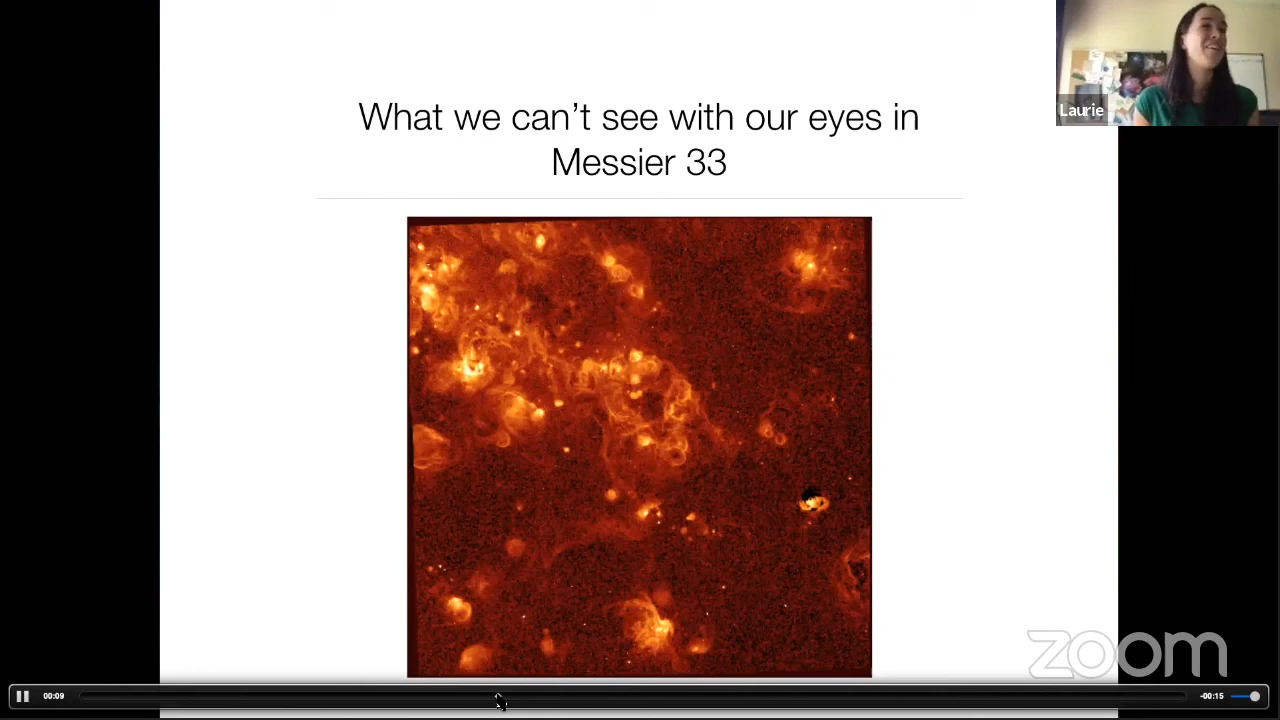 What we can’t see with our eyes in
Messier 33
Laurie
zoom
00:09
-00:15